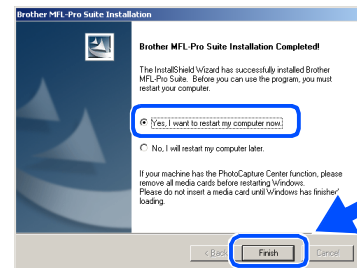 Brother MFL-Pro Suite Installation
Brother MFL-Pro Suite Installation Completed!
The InstallShield Wizard has successfully installed Brother
MFL-Pro Suite. Before you can use the program, you must
restart your computer.
Yes, I want to restart my computer now.
No, I will restart my computer later.
If your machine has the PhotoCapture Center function, please
remove all media cards before restarting Windows.
Please do not insert a media card until Windows has finished
loading.
< Back
Finish
Cancel